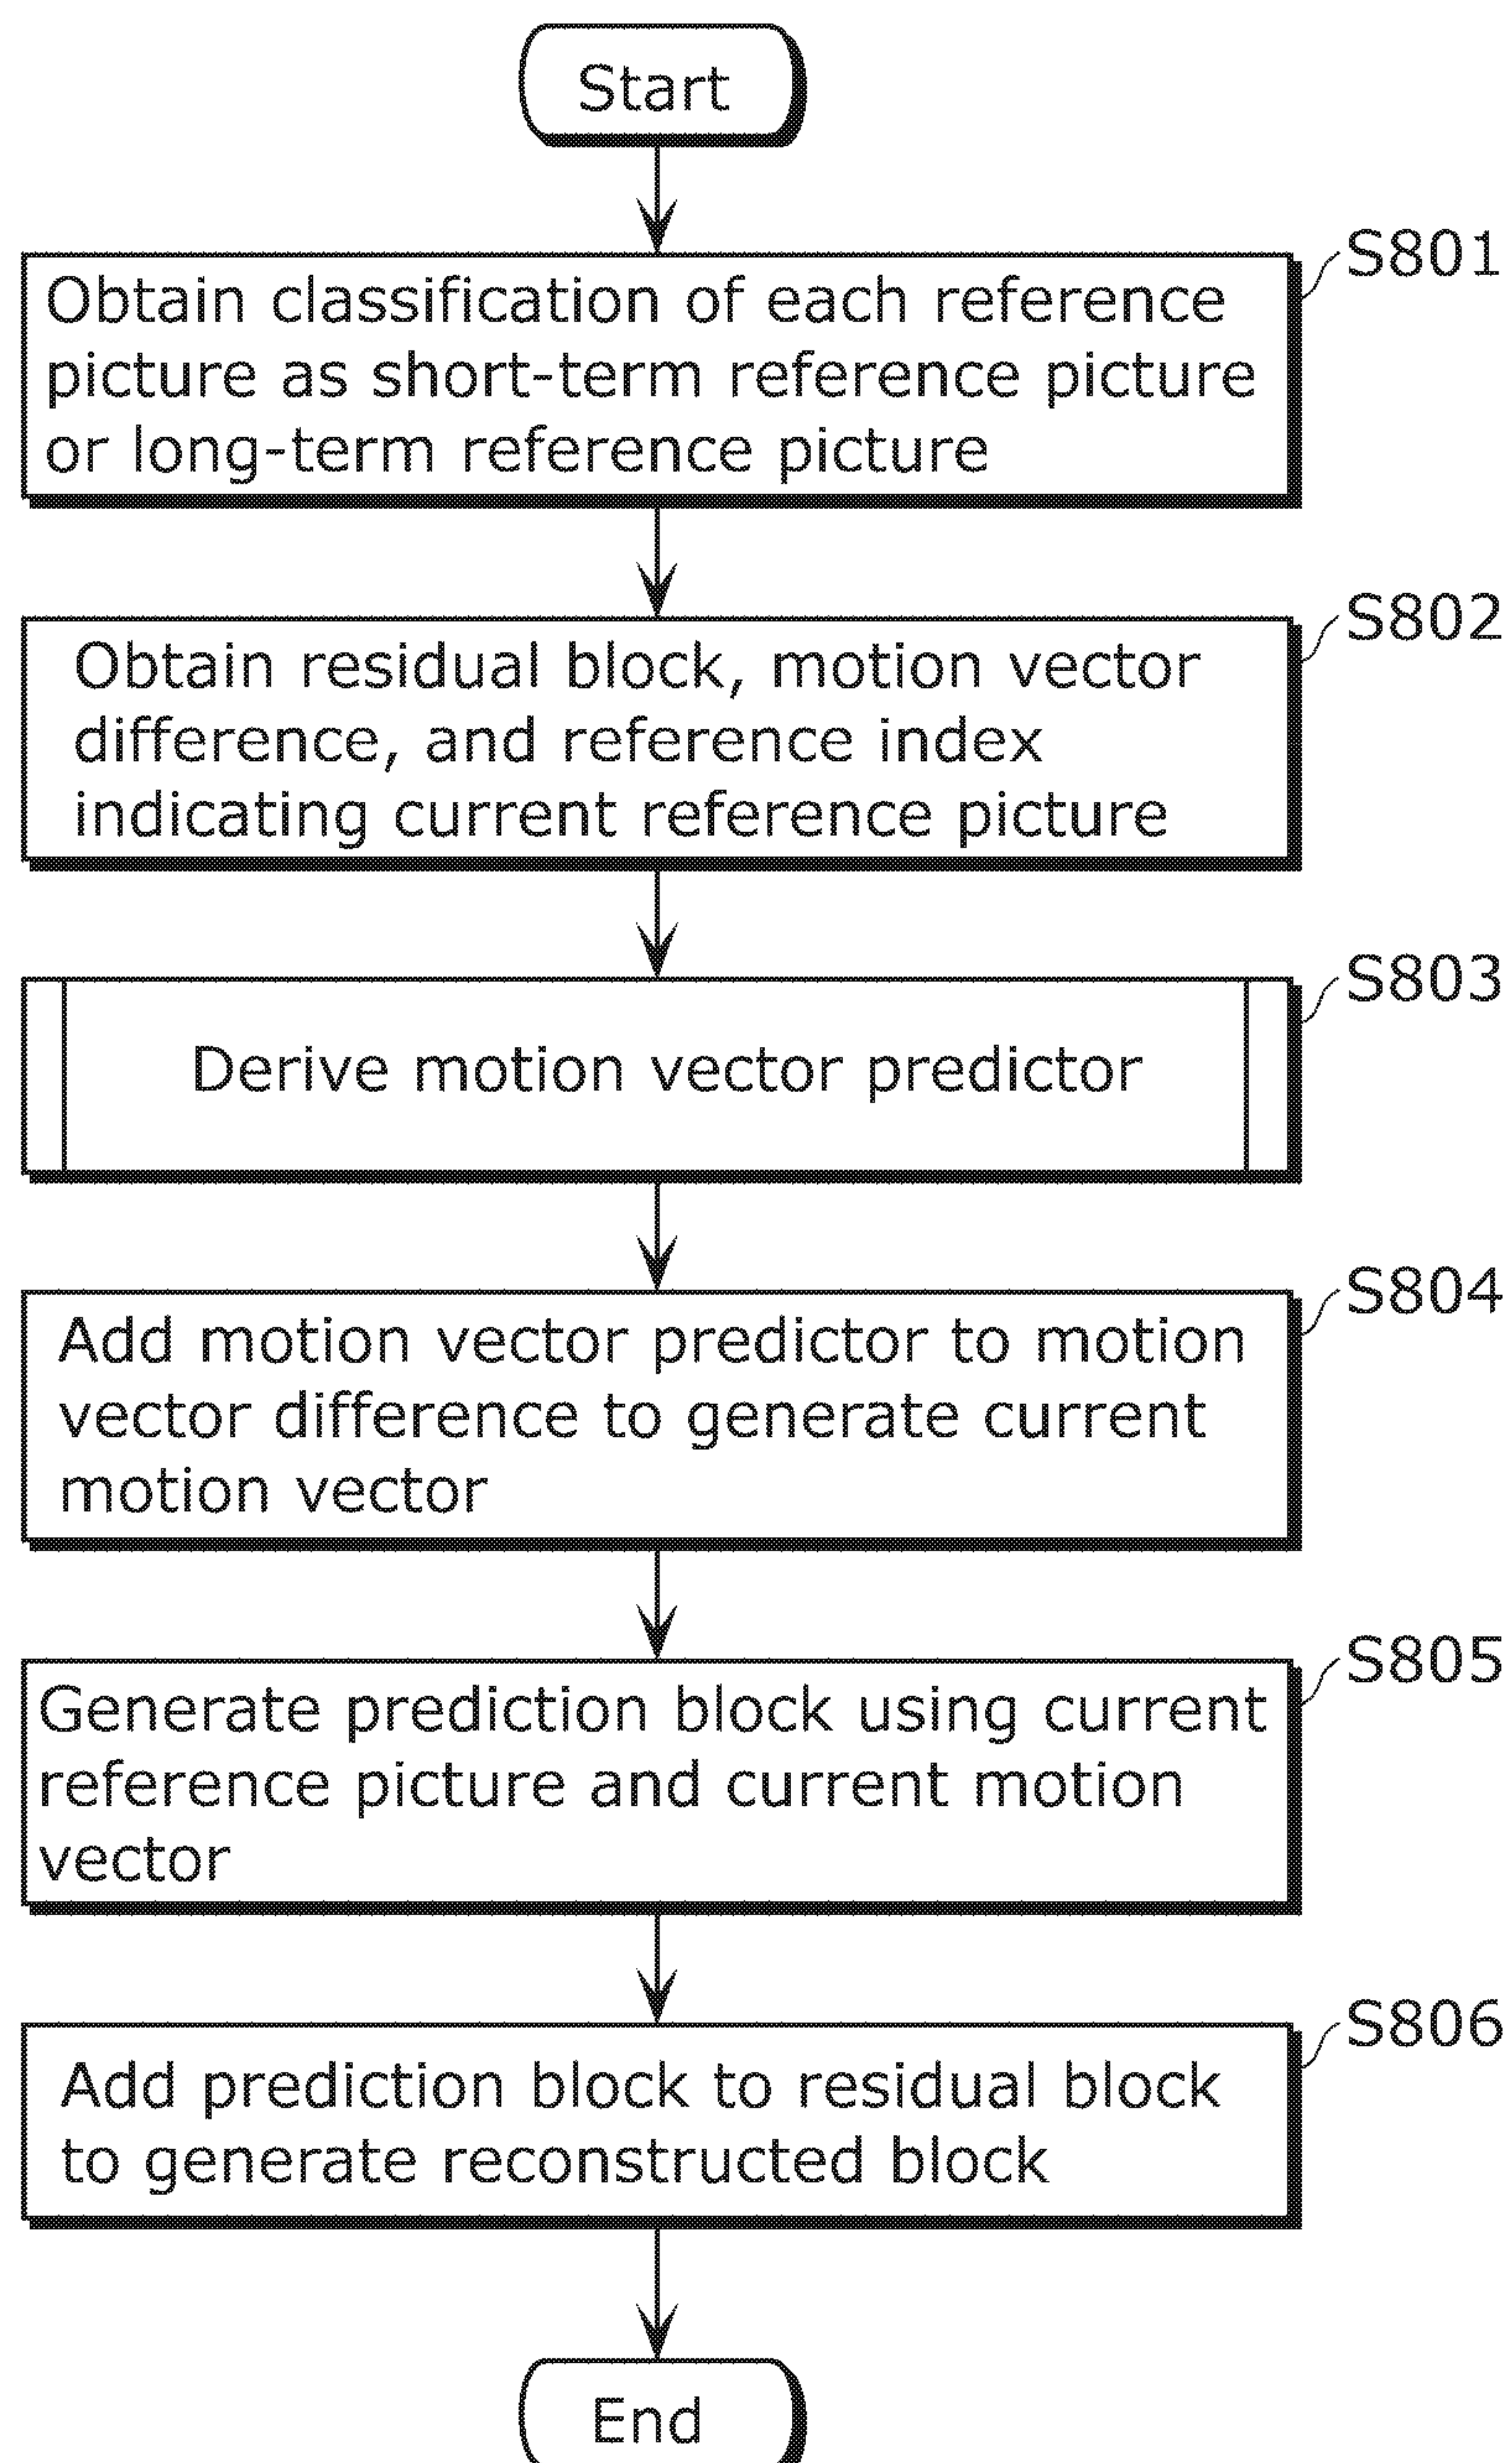 Start
S801
Obtain classification of each reference
picture as short-term reference picture
or long-term reference picture
S802
Obtain residual block, motion vector
difference, and reference index
indicating current reference picture
S803
Derive motion vector predictor
S804
Add motion vector predictor to motion
vector difference to generate current
motion vector
S805
Generate prediction block using current
reference picture and current motion
vector
S806
Add prediction block to residual block
to generate reconstructed block
End